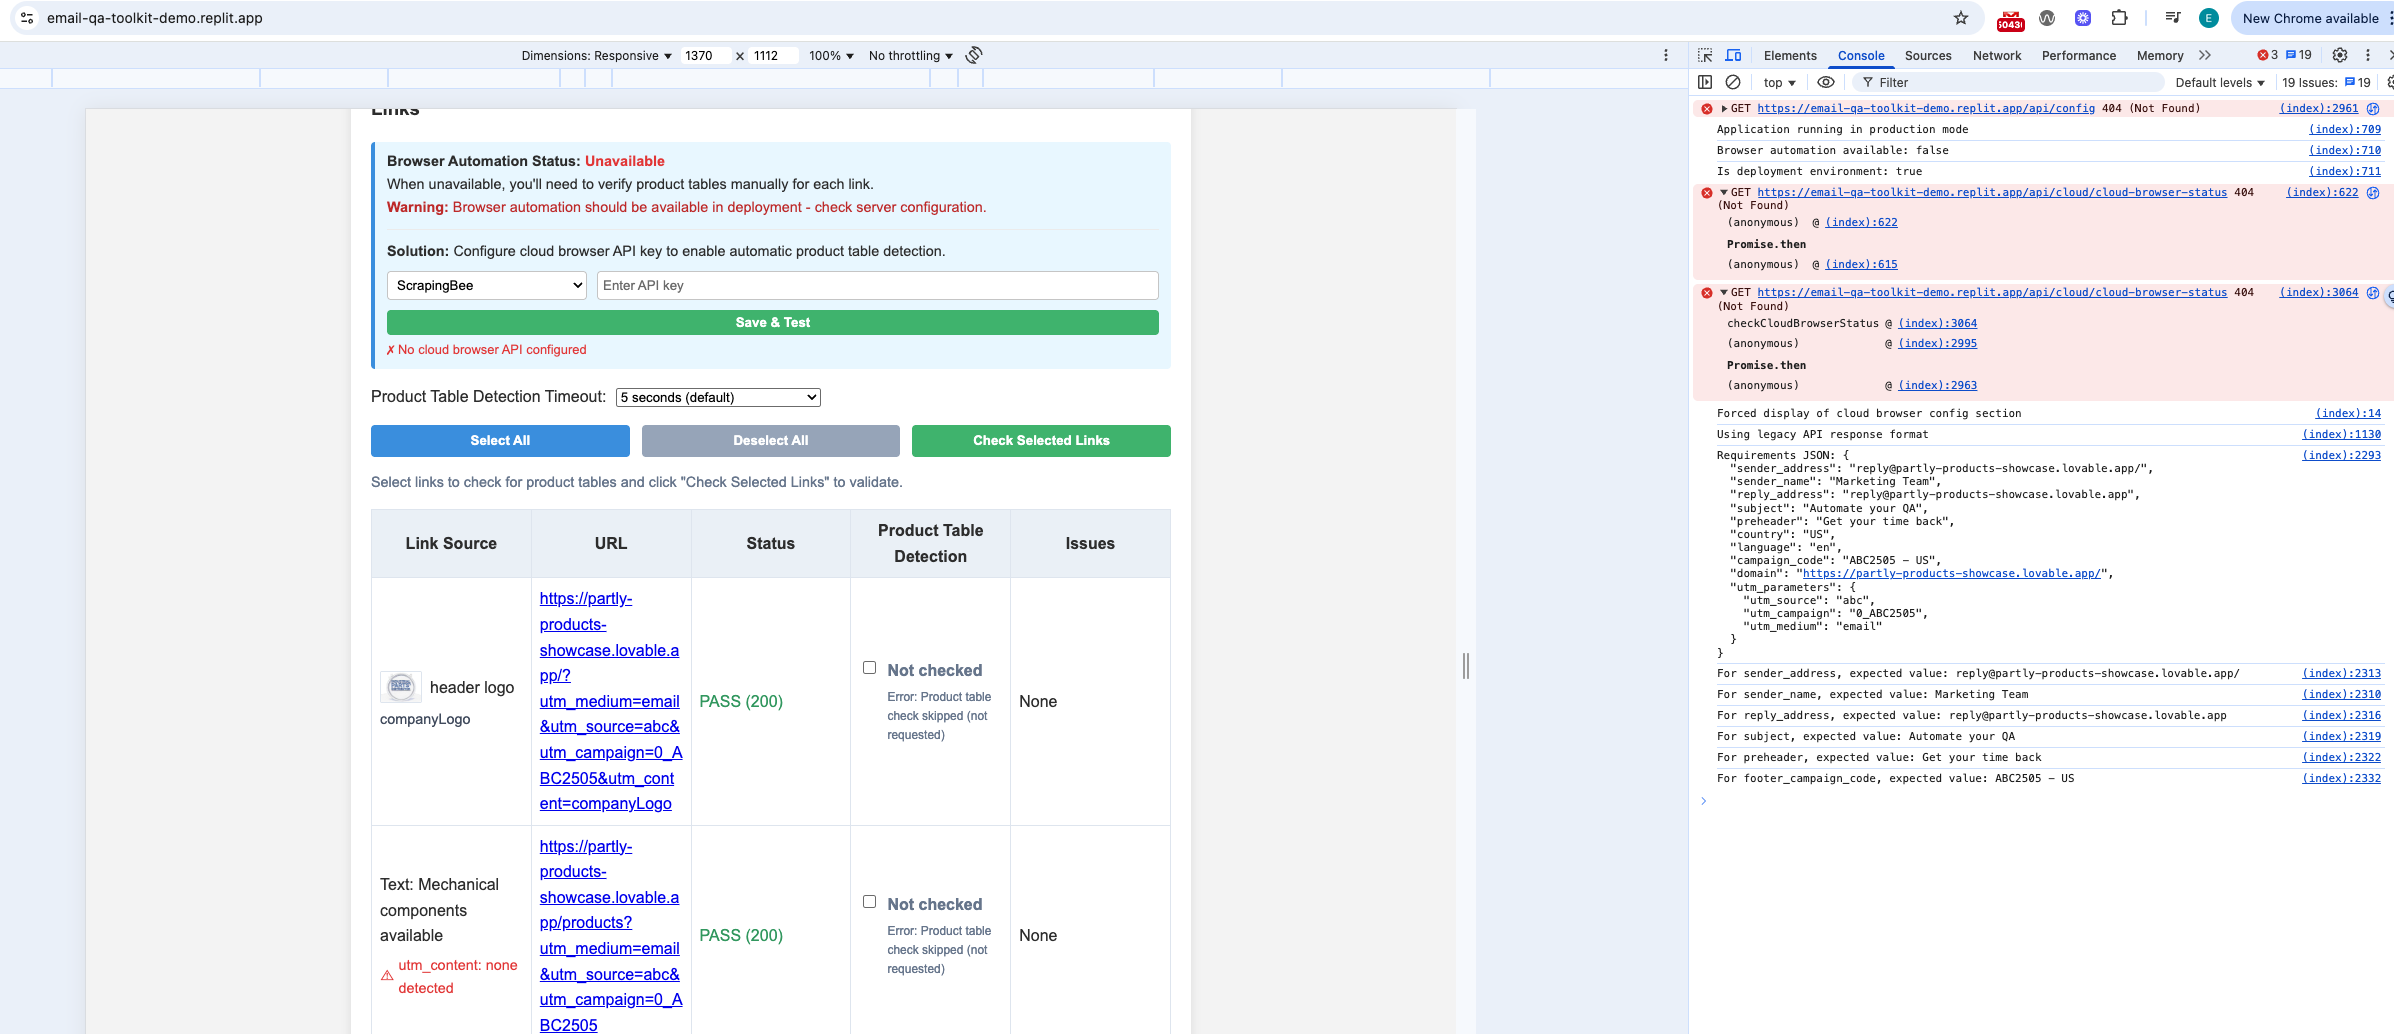 email-qa-toolkit-demo.replit.app
New Chrome available
Dimensions: Responsive
1370 x 1112
100%
No throttling
Links
Browser Automation Status: Unavailable
When unavailable, you'll need to verify product tables manually for each link.
Warning: Browser automation should be available in deployment - check server configuration.
Solution: Configure cloud browser API key to enable automatic product table detection.
ScrapingBee
Enter API key
Save & Test
✗ No cloud browser API configured
Product Table Detection Timeout: 5 seconds (default)
Select All
Deselect All
Check Selected Links
Select links to check for product tables and click "Check Selected Links" to validate.
Link Source
URL
Status
Product Table
Detection
Issues
header logo
companyLogo
https://partly-
products-
showcase.lovable.a
pp/?
utm_medium=email
&utm_source=abc&
utm_campaign=0_A
BC2505&utm_cont
ent=companyLogo
PASS (200)
Not checked
Error: Product table
check skipped (not
requested)
None
Text: Mechanical
components
available
⚠ utm_content: none
detected
https://partly-
products-
showcase.lovable.a
pp/products?
utm_medium=email
&utm_source=abc&
utm_campaign=0_A
BC2505
PASS (200)
Not checked
Error: Product table
check skipped (not
requested)
None
Elements
Console
Sources
Network
Performance
Memory
3
19
top
Filter
Default levels
19 Issues: 19
GET https://email-qa-toolkit-demo.replit.app/api/config 404 (Not Found) (index):2961
Application running in production mode (index):709
Browser automation available: false (index):710
Is deployment environment: true (index):711
GET https://email-qa-toolkit-demo.replit.app/api/cloud/cloud-browser-status 404 (index):622
(Not Found)
(anonymous) @ (index):622
Promise.then
(anonymous) @ (index):615
GET https://email-qa-toolkit-demo.replit.app/api/cloud/cloud-browser-status 404 (index):3064
(Not Found)
checkCloudBrowserStatus @ (index):3064
(anonymous) @ (index):2995
Promise.then
(anonymous) @ (index):2963
Forced display of cloud browser config section (index):14
Using legacy API response format (index):1130
Requirements JSON: { (index):2293
"sender_address": "reply@partly-products-showcase.lovable.app/",
"sender_name": "Marketing Team",
"reply_address": "reply@partly-products-showcase.lovable.app",
"subject": "Automate your QA",
"preheader": "Get your time back",
"country": "US",
"language": "en",
"campaign_code": "ABC2505 - US",
"domain": "https://partly-products-showcase.lovable.app/",
"utm_parameters": {
"utm_source": "abc",
"utm_campaign": "0_ABC2505",
"utm_medium": "email"
}
}
For sender_address, expected value: reply@partly-products-showcase.lovable.app/ (index):2313
For sender_name, expected value: Marketing Team (index):2310
For reply_address, expected value: reply@partly-products-showcase.lovable.app (index):2316
For subject, expected value: Automate your QA (index):2319
For preheader, expected value: Get your time back (index):2322
For footer_campaign_code, expected value: ABC2505 - US (index):2332